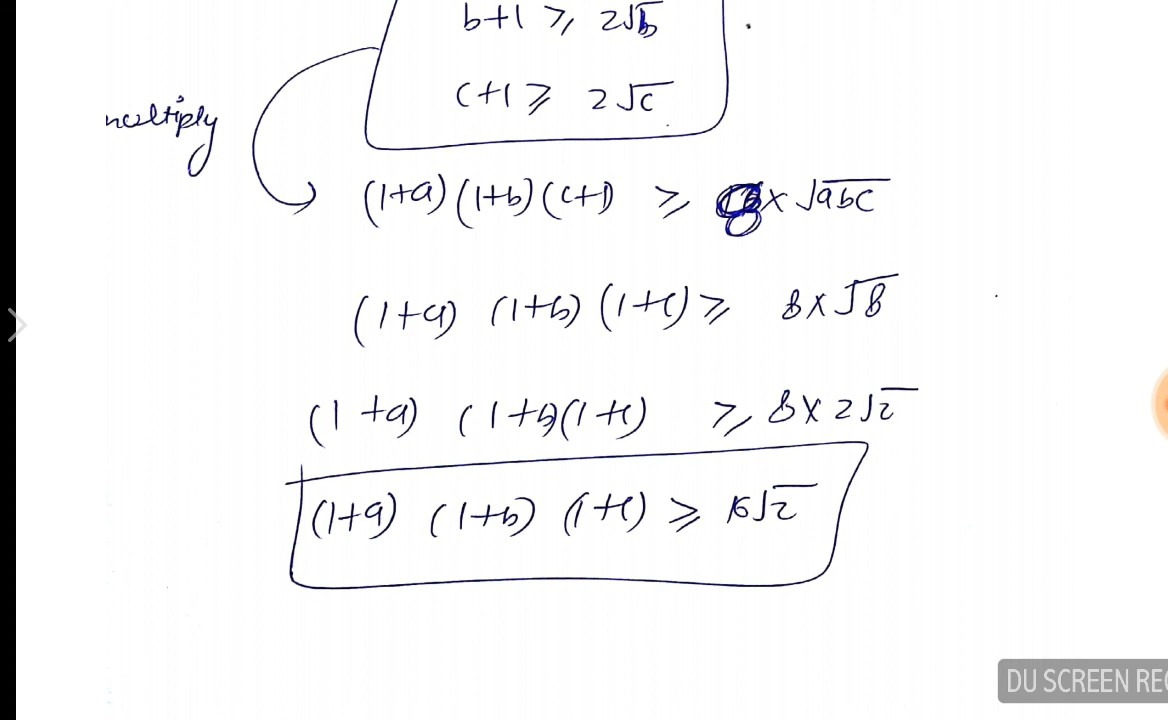 b+1 ≥ 2√b
c+1 ≥ 2√c
multiply
(1+a)(1+b)(c+1) ≥ 8×√abc
(1+a) (1+b) (1+c) ≥ 8×√8
(1+a) (1+b)(1+c) ≥ 8×2√2
(1+a) (1+b) (1+c) ≥ 16√2
DU SCREEN REC